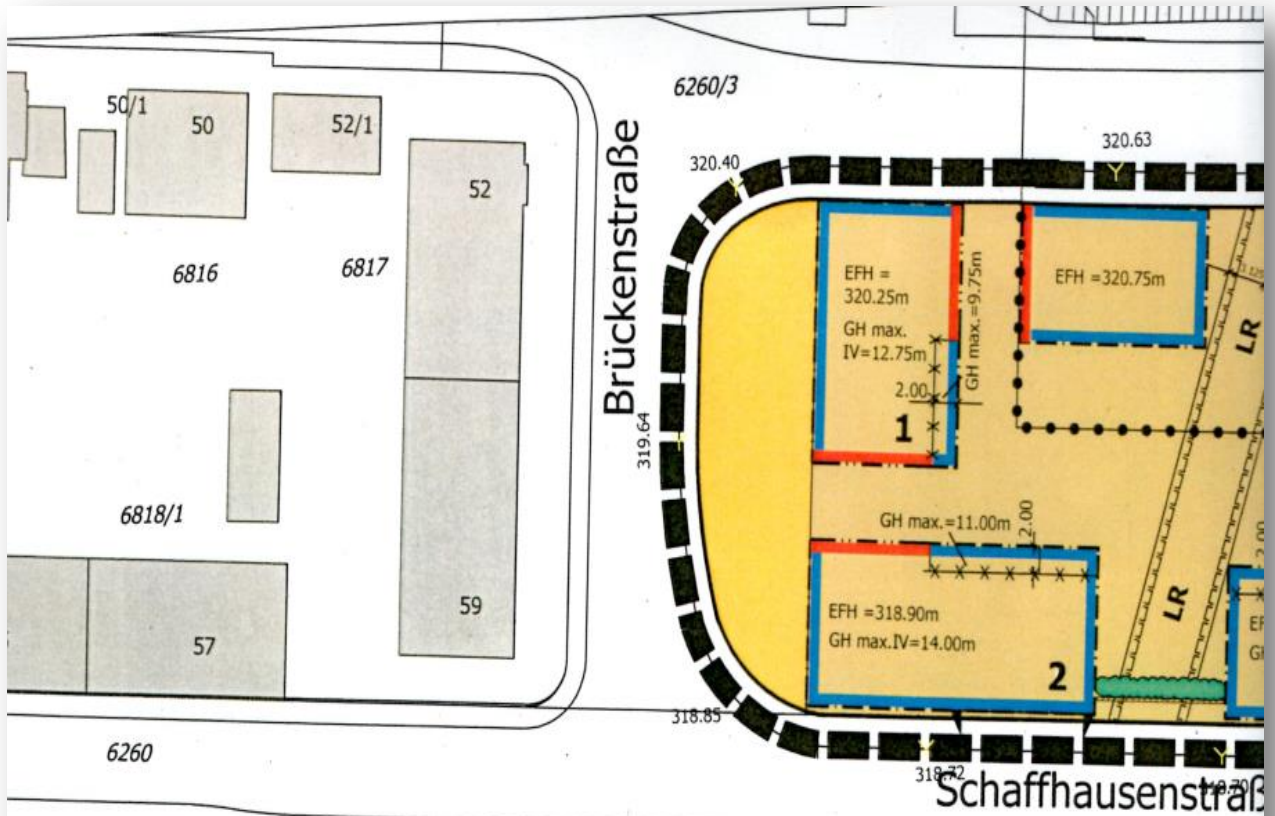 50/1
50
52/1
52
6816
6817
6818/1
59
57
6260
Brückenstraße
6260/3
320.40
320.63
319.64
318.85
318.72
EFH =
320.25m
GH max.
IV=12.75m
GH max.=9.75m
2.00
1
EFH =320.75m
LR
GH max.=11.00m
2.00
EFH =318.90m
GH max.IV=14.00m
2
LR
2.00
Schaffhausenstraß